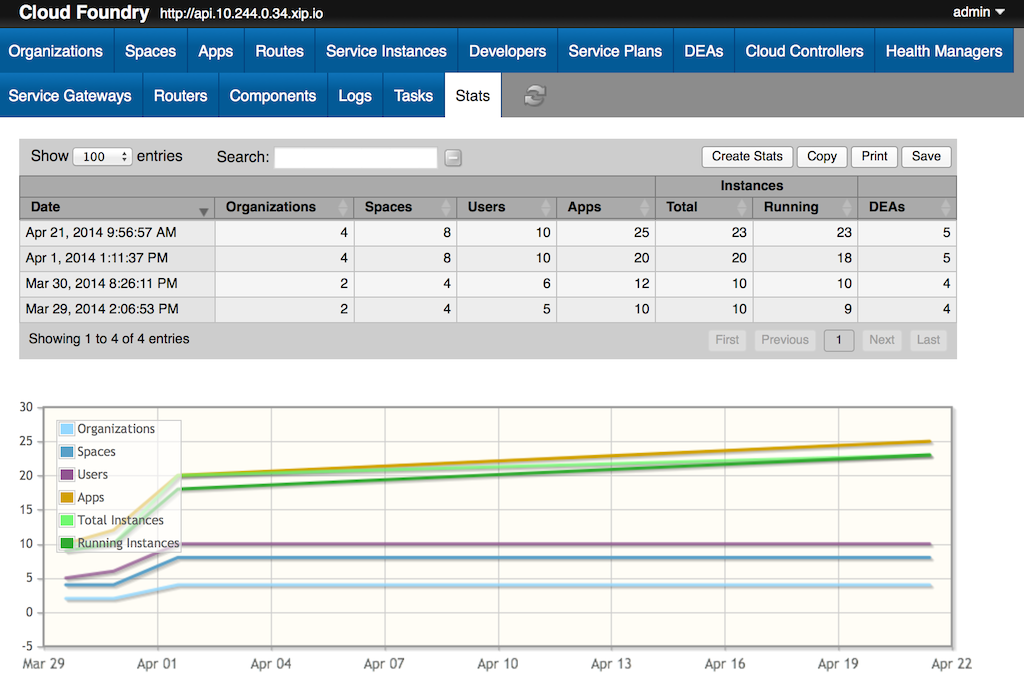 Cloud Foundry http://api.10.244.0.34.xip.io admin
Organizations Spaces Apps Routes Service Instances Developers Service Plans DEAs Cloud Controllers Health Managers
Service Gateways Routers Components Logs Tasks Stats
Show 100 entries Search: Create Stats Copy Print Save
Instances
Date Organizations Spaces Users Apps Total Running DEAs
Apr 21, 2014 9:56:57 AM 4 8 10 25 23 23 5
Apr 1, 2014 1:11:37 PM 4 8 10 20 20 18 5
Mar 30, 2014 8:26:11 PM 2 4 6 12 10 10 4
Mar 29, 2014 2:06:53 PM 2 4 5 10 10 9 4
Showing 1 to 4 of 4 entries First Previous 1 Next Last
30
25
20
15
10
5
0
-5
Organizations
Spaces
Users
Apps
Total Instances
Running Instances
Mar 29 Apr 01 Apr 04 Apr 07 Apr 10 Apr 13 Apr 16 Apr 19 Apr 22